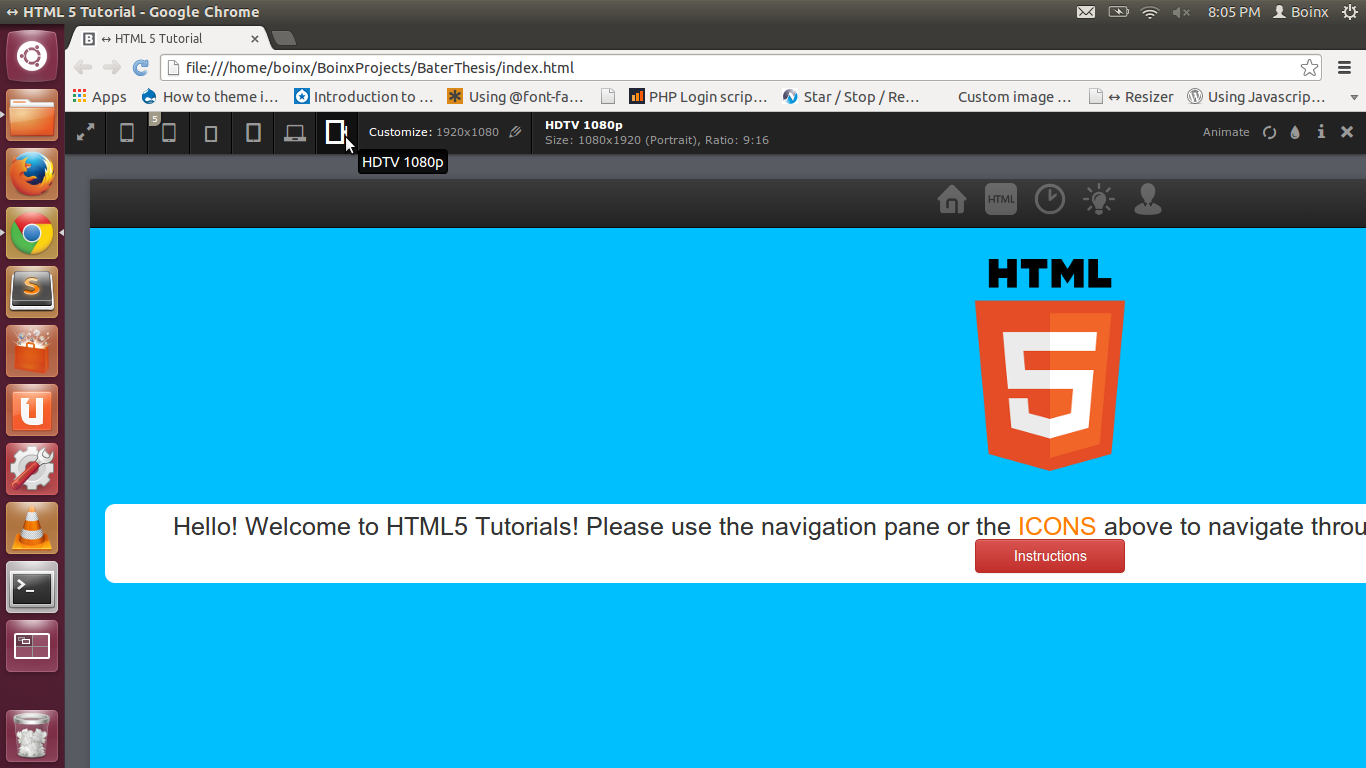 ↔ HTML 5 Tutorial - Google Chrome
8:05 PM
Boinx
↔ HTML 5 Tutorial
file:///home/boinx/BoinxProjects/BaterThesis/index.html
Apps
How to theme i…
Introduction to …
Using @font-fa…
PHP Login scrip…
Star / Stop / Re…
Custom image …
↔ Resizer
Using Javascrip…
5
Customize: 1920x1080
HDTV 1080p
Size: 1080x1920 (Portrait), Ratio: 9:16
Animate
HDTV 1080p
HTML
HTML
5
Hello! Welcome to HTML5 Tutorials! Please use the navigation pane or the ICONS above to navigate throu
Instructions